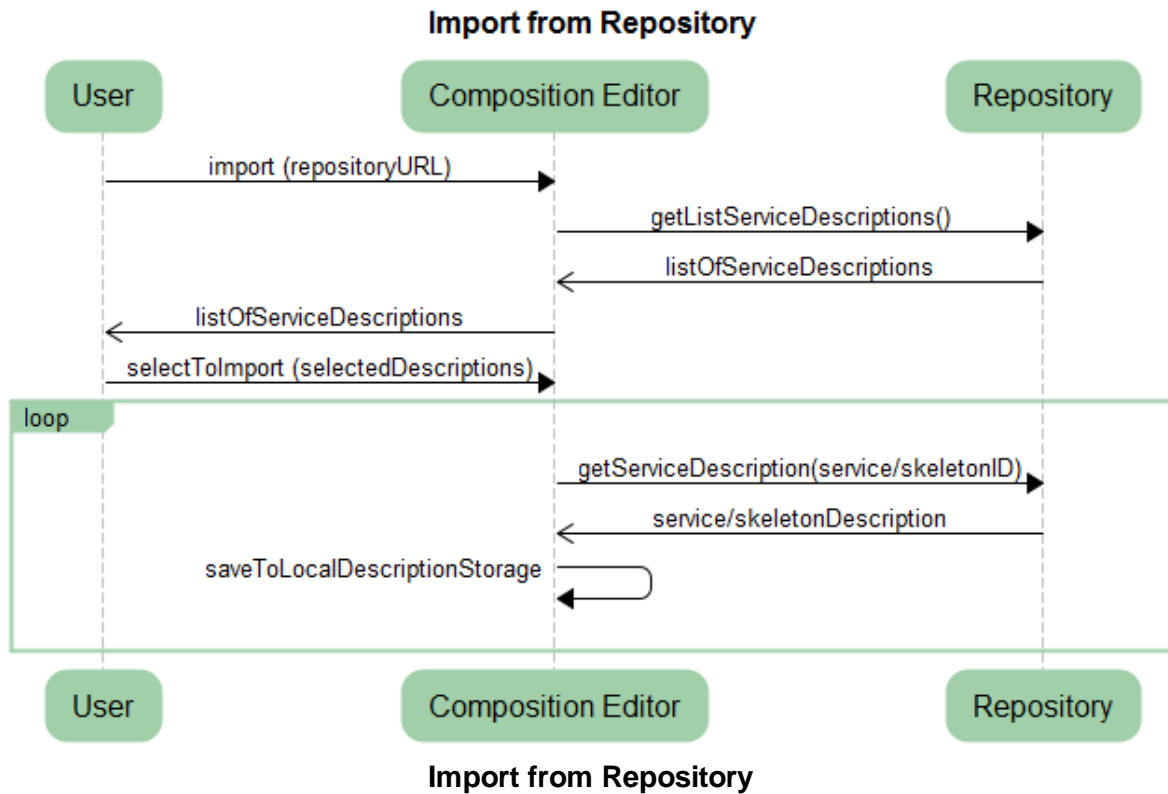 Import from Repository
User
Composition Editor
Repository
import (repositoryURL)
getListServiceDescriptions()
listOfServiceDescriptions
listOfServiceDescriptions
selectToImport (selectedDescriptions)
loop
getServiceDescription(service/skeletonID)
service/skeletonDescription
saveToLocalDescriptionStorage
User
Composition Editor
Repository
Import from Repository